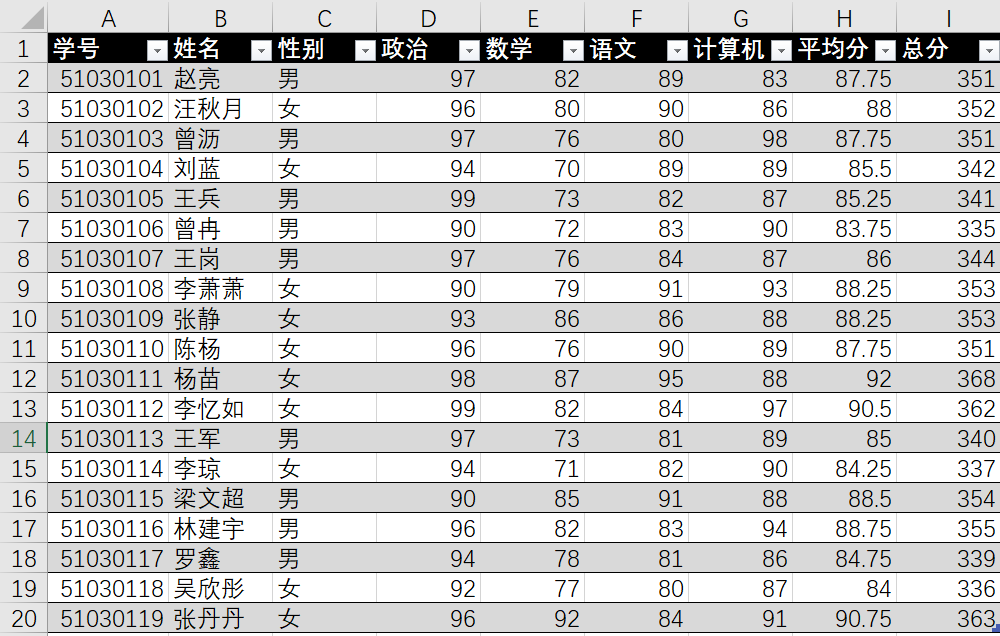 A B C D E F G H I
1 学号 姓名 性别 政治 数学 语文 计算机 平均分 总分
2 51030101 赵亮 男 97 82 89 83 87.75 351
3 51030102 汪秋月 女 96 80 90 86 88 352
4 51030103 曾沥 男 97 76 80 98 87.75 351
5 51030104 刘蓝 女 94 70 89 89 85.5 342
6 51030105 王兵 男 99 73 82 87 85.25 341
7 51030106 曾冉 男 90 72 83 90 83.75 335
8 51030107 王岗 男 97 76 84 87 86 344
9 51030108 李萧萧 女 90 79 91 93 88.25 353
10 51030109 张静 女 93 86 86 88 88.25 353
11 51030110 陈杨 女 96 76 90 89 87.75 351
12 51030111 杨苗 女 98 87 95 88 92 368
13 51030112 李忆如 女 99 82 84 97 90.5 362
14 51030113 王军 男 97 73 81 89 85 340
15 51030114 李琼 女 94 71 82 90 84.25 337
16 51030115 梁文超 男 90 85 91 88 88.5 354
17 51030116 林建宇 男 96 82 83 94 88.75 355
18 51030117 罗鑫 男 94 78 81 86 84.75 339
19 51030118 吴欣彤 女 92 77 80 87 84 336
20 51030119 张丹丹 女 96 92 84 91 90.75 363